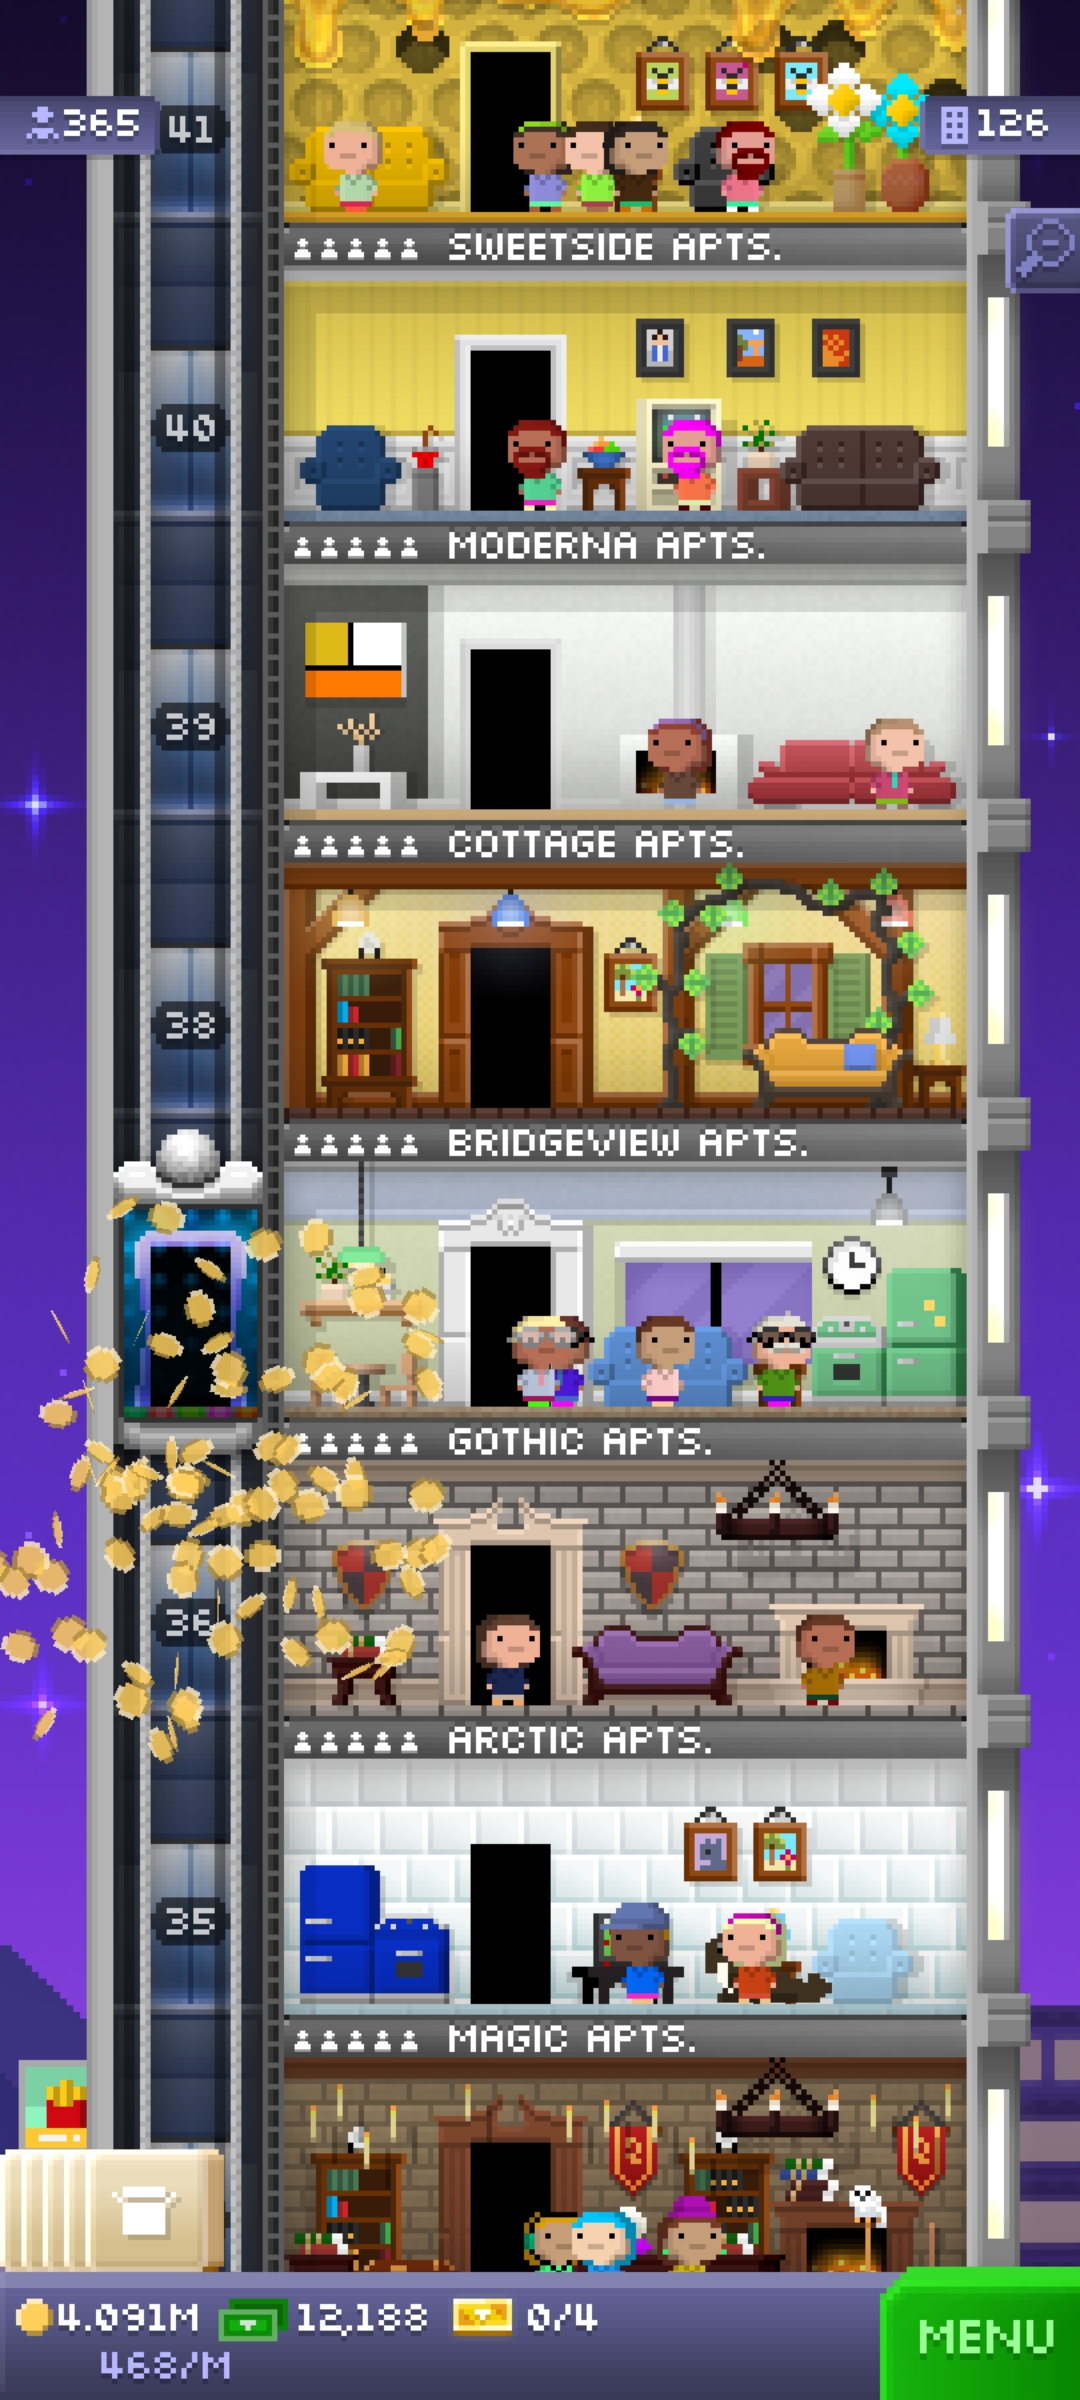 365
41
126
SWEETSIDE APTS.
40
MODERNA APTS.
39
COTTAGE APTS.
38
BRIDGEVIEW APTS.
GOTHIC APTS.
36
ARCTIC APTS.
35
MAGIC APTS.
4.091M 12,188 0/4
468/M
MENU